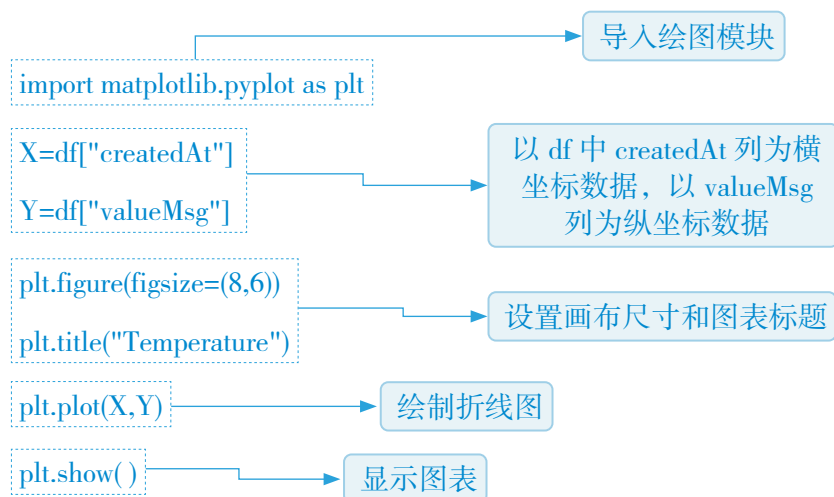 导入绘图模块
import matplotlib.pyplot as plt
X=df["createdAt"]
Y=df["valueMsg"]
以 df 中 createdAt 列为横
坐标数据，以 valueMsg
列为纵坐标数据
plt.figure(figsize=(8,6))
plt.title("Temperature")
设置画布尺寸和图表标题
plt.plot(X,Y)
绘制折线图
plt.show( )
显示图表